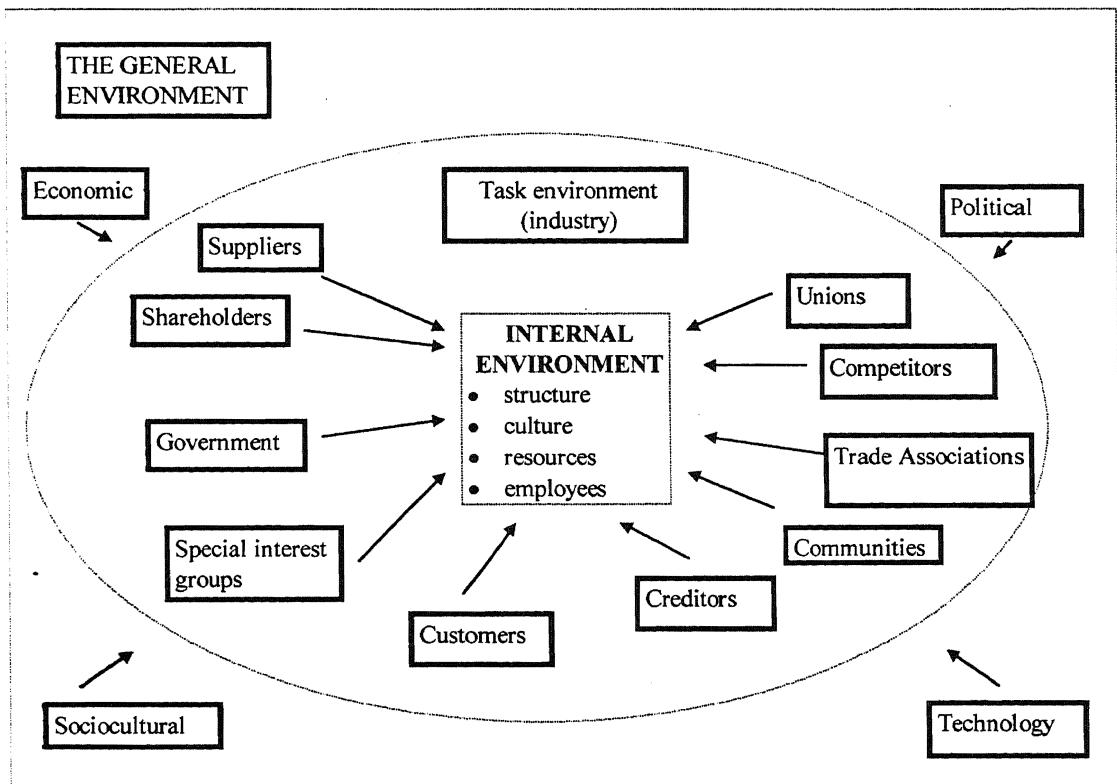 THE GENERAL
ENVIRONMENT
Economic
Task environment
(industry)
Political
Suppliers
Shareholders
Unions
INTERNAL
ENVIRONMENT
• structure
• culture
• resources
• employees
Competitors
Government
Trade Associations
Special interest
groups
Communities
Creditors
Customers
Sociocultural
Technology